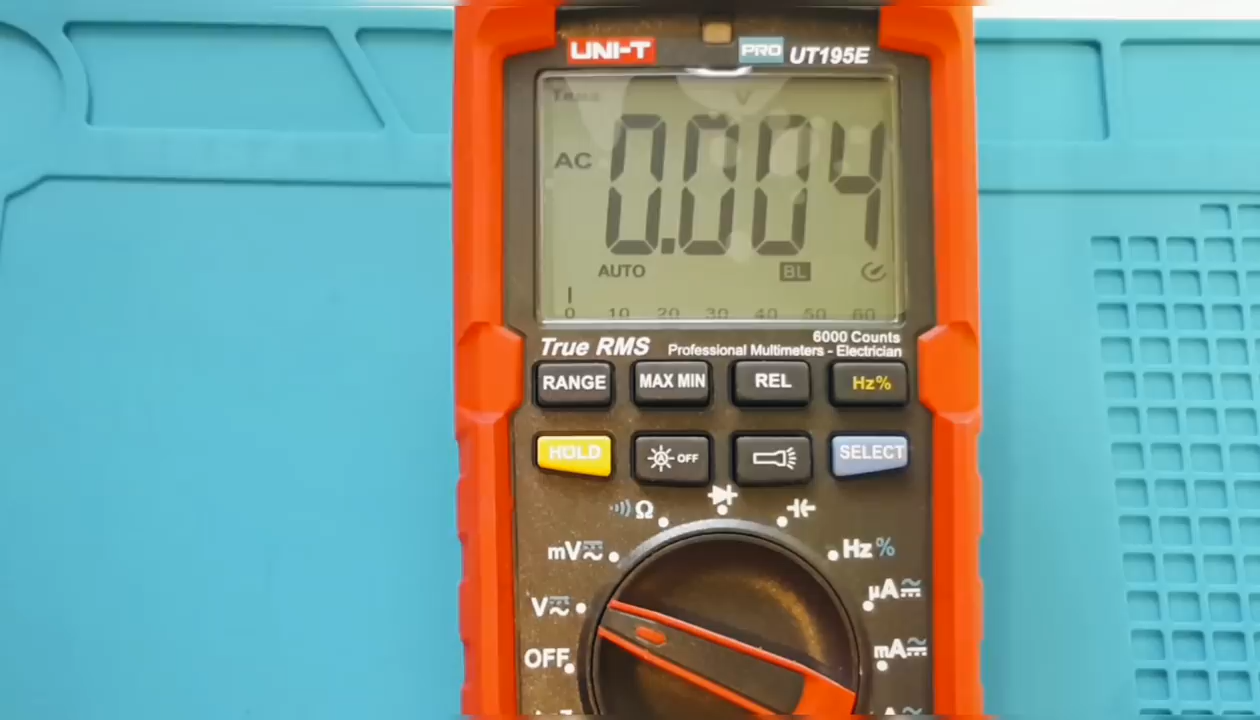 UNI-T PRO UT195E
Trms V
AC 0.004
AUTO BL
0 10 20 30 40 50 60
True RMS 6000 Counts
Professional Multimeters - Electrician
RANGE MAX MIN REL Hz%
HOLD A OFF SELECT
Ω
mV Hz %
V μA
OFF mA